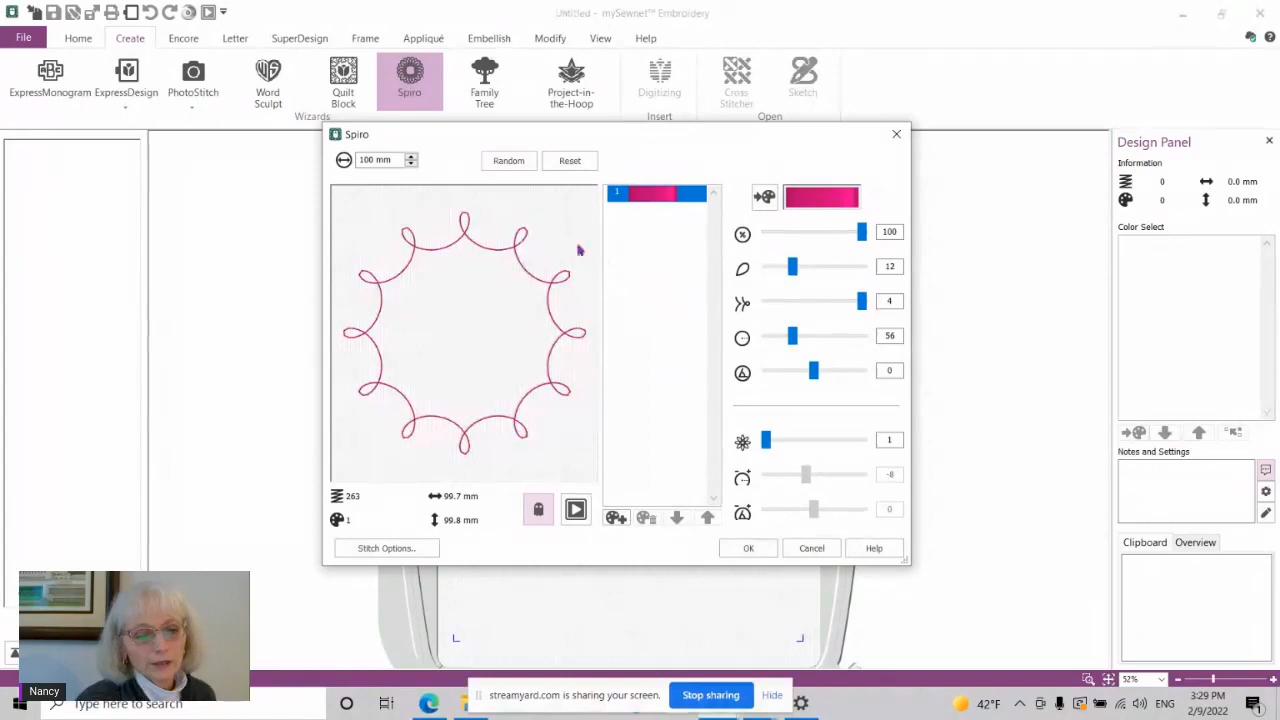 Untitled - mySewnet™ Embroidery
File Home Create Encore Letter SuperDesign Frame Appliqué Embellish Modify View Help
ExpressMonogram ExpressDesign PhotoStitch Word Sculpt Quilt Block Spiro Family Tree Project-in-the-Hoop Digitizing Cross Stitcher Sketch
Wizards Insert Open
Spiro
100 mm Random Reset
1
100
12
4
56
0
1
-8
0
263 99.7 mm
1 99.8 mm
Stitch Options.. OK Cancel Help
Design Panel
Information
0 0.0 mm
0 0.0 mm
Color Select
Notes and Settings
Clipboard Overview
52%
Nancy
streamyard.com is sharing your screen. Stop sharing Hide
Type here to search
42°F ENG 3:29 PM
2/9/2022
1